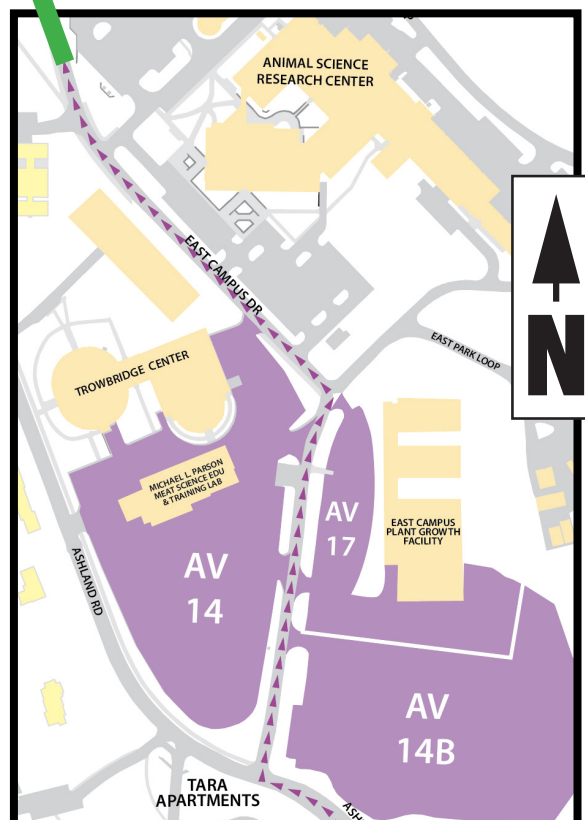 ANIMAL SCIENCE
RESEARCH CENTER
N
EAST CAMPUS DR
EAST PARK LOOP
TROWBRIDGE CENTER
MICHAEL L. PARSON
MEAT SCIENCE EDU
& TRAINING LAB
AV
17
EAST CAMPUS
PLANT GROWTH
FACILITY
ASHLAND RD
AV
14
AV
14B
TARA
APARTMENTS